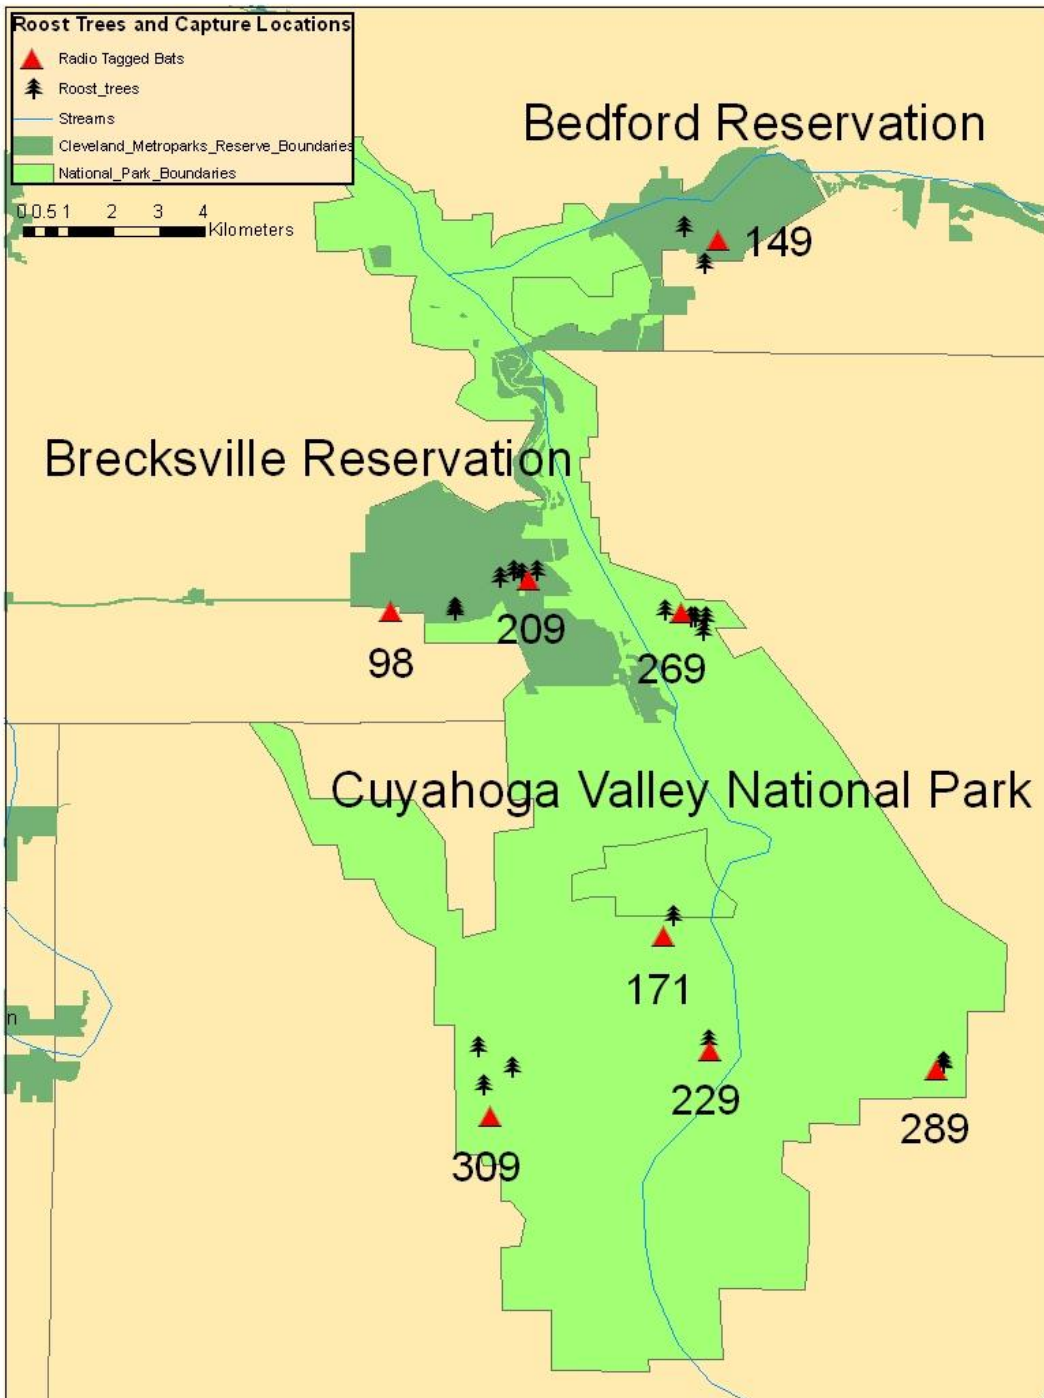 Roost Trees and Capture Locations
Radio Tagged Bats
Roost_trees
Streams
Cleveland_Metroparks_Reserve_Boundaries
National_Park_Boundaries
0 0.5 1 2 3 4
Kilometers
Bedford Reservation
149
Brecksville Reservation
209
98
269
Cuyahoga Valley National Park
171
n
229
289
309